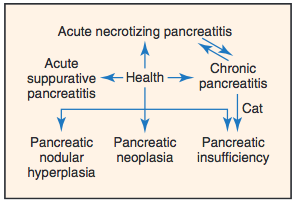 Acute necrotizing pancreatitis
Acute
suppurative
pancreatitis
Health
Chronic
pancreatitis
Cat
Pancreatic
nodular
hyperplasia
Pancreatic
neoplasia
Pancreatic
insufficiency